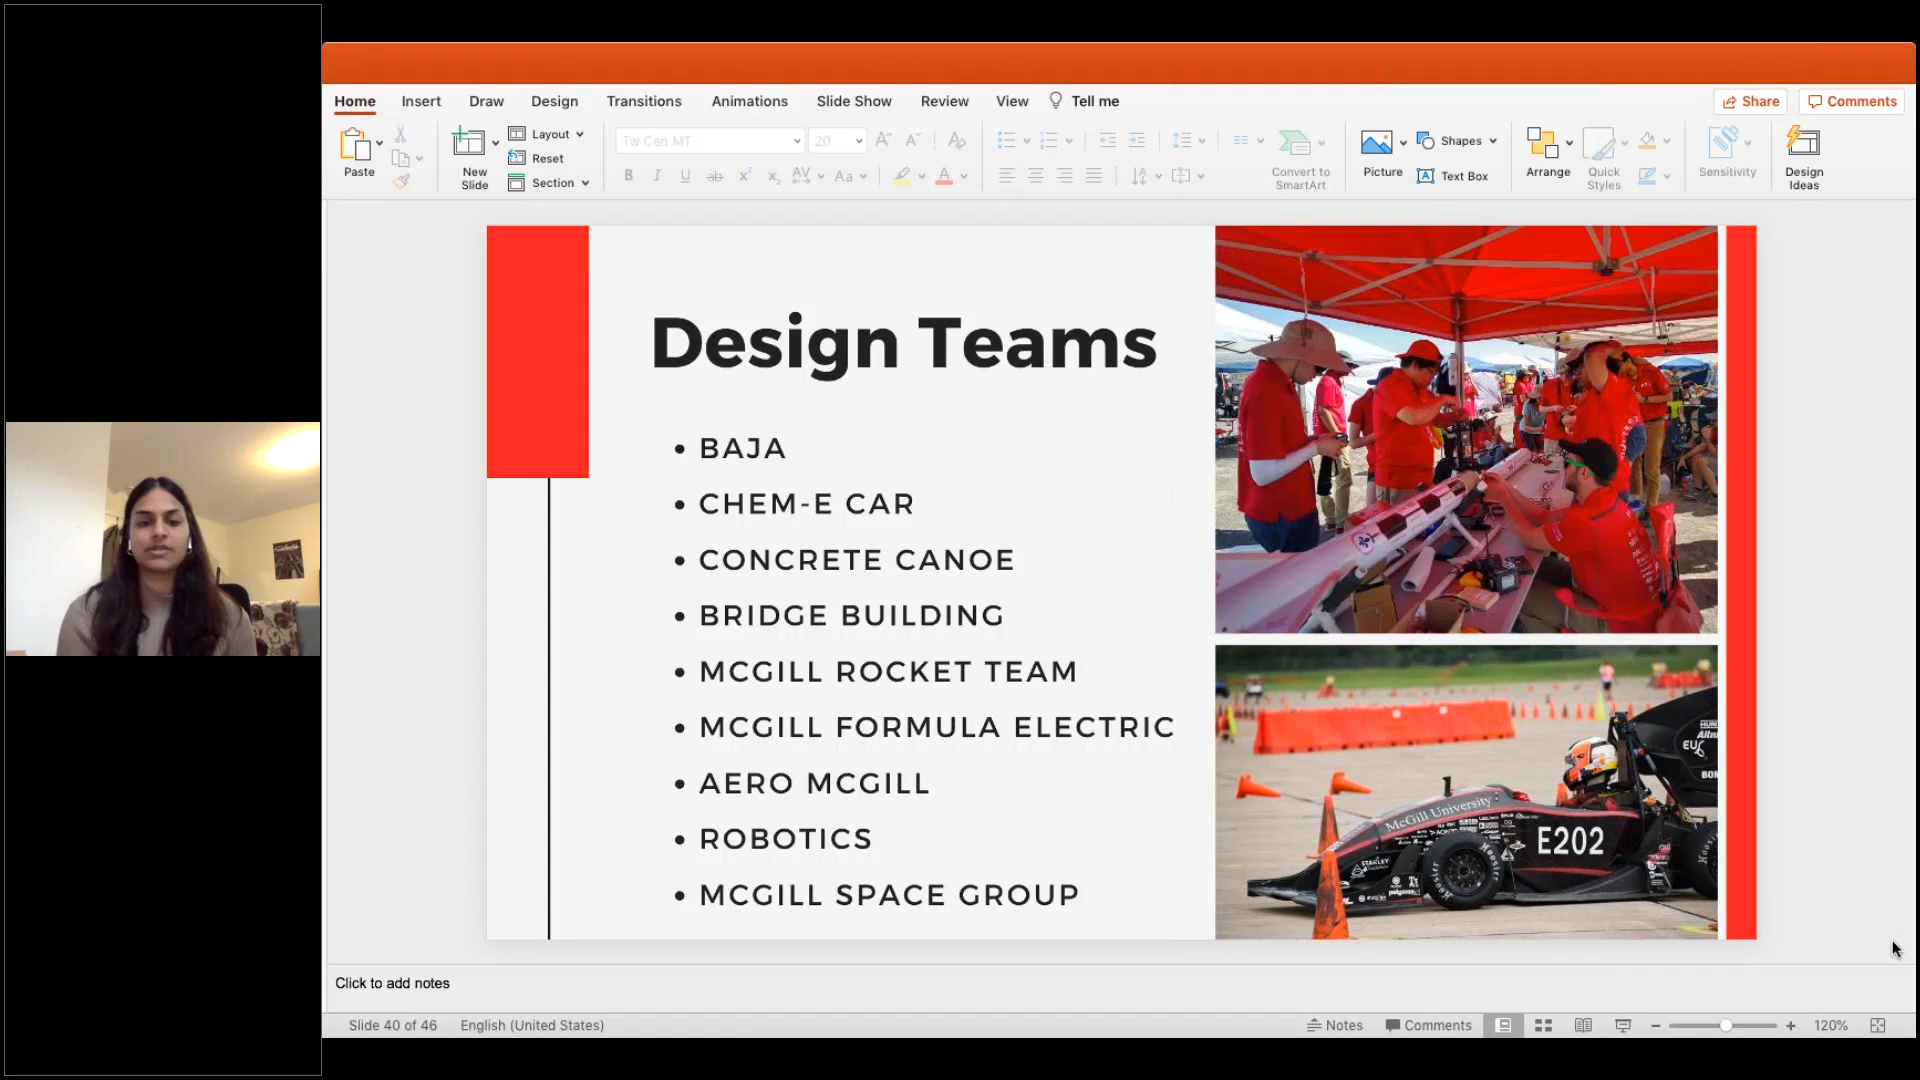 Home Insert Draw Design Transitions Animations Slide Show Review View Tell me Share Comments
Paste
New Slide
Layout
Reset
Section
Tw Cen MT 20
Convert to SmartArt
Picture
Shapes
Text Box
Arrange
Quick Styles
Sensitivity
Design Ideas
Design Teams
• BAJA
• CHEM-E CAR
• CONCRETE CANOE
• BRIDGE BUILDING
• MCGILL ROCKET TEAM
• MCGILL FORMULA ELECTRIC
• AERO MCGILL
• ROBOTICS
• MCGILL SPACE GROUP
McGill University
E202
STANLEY
Hoosier
Click to add notes
Slide 40 of 46 English (United States) Notes Comments 120%